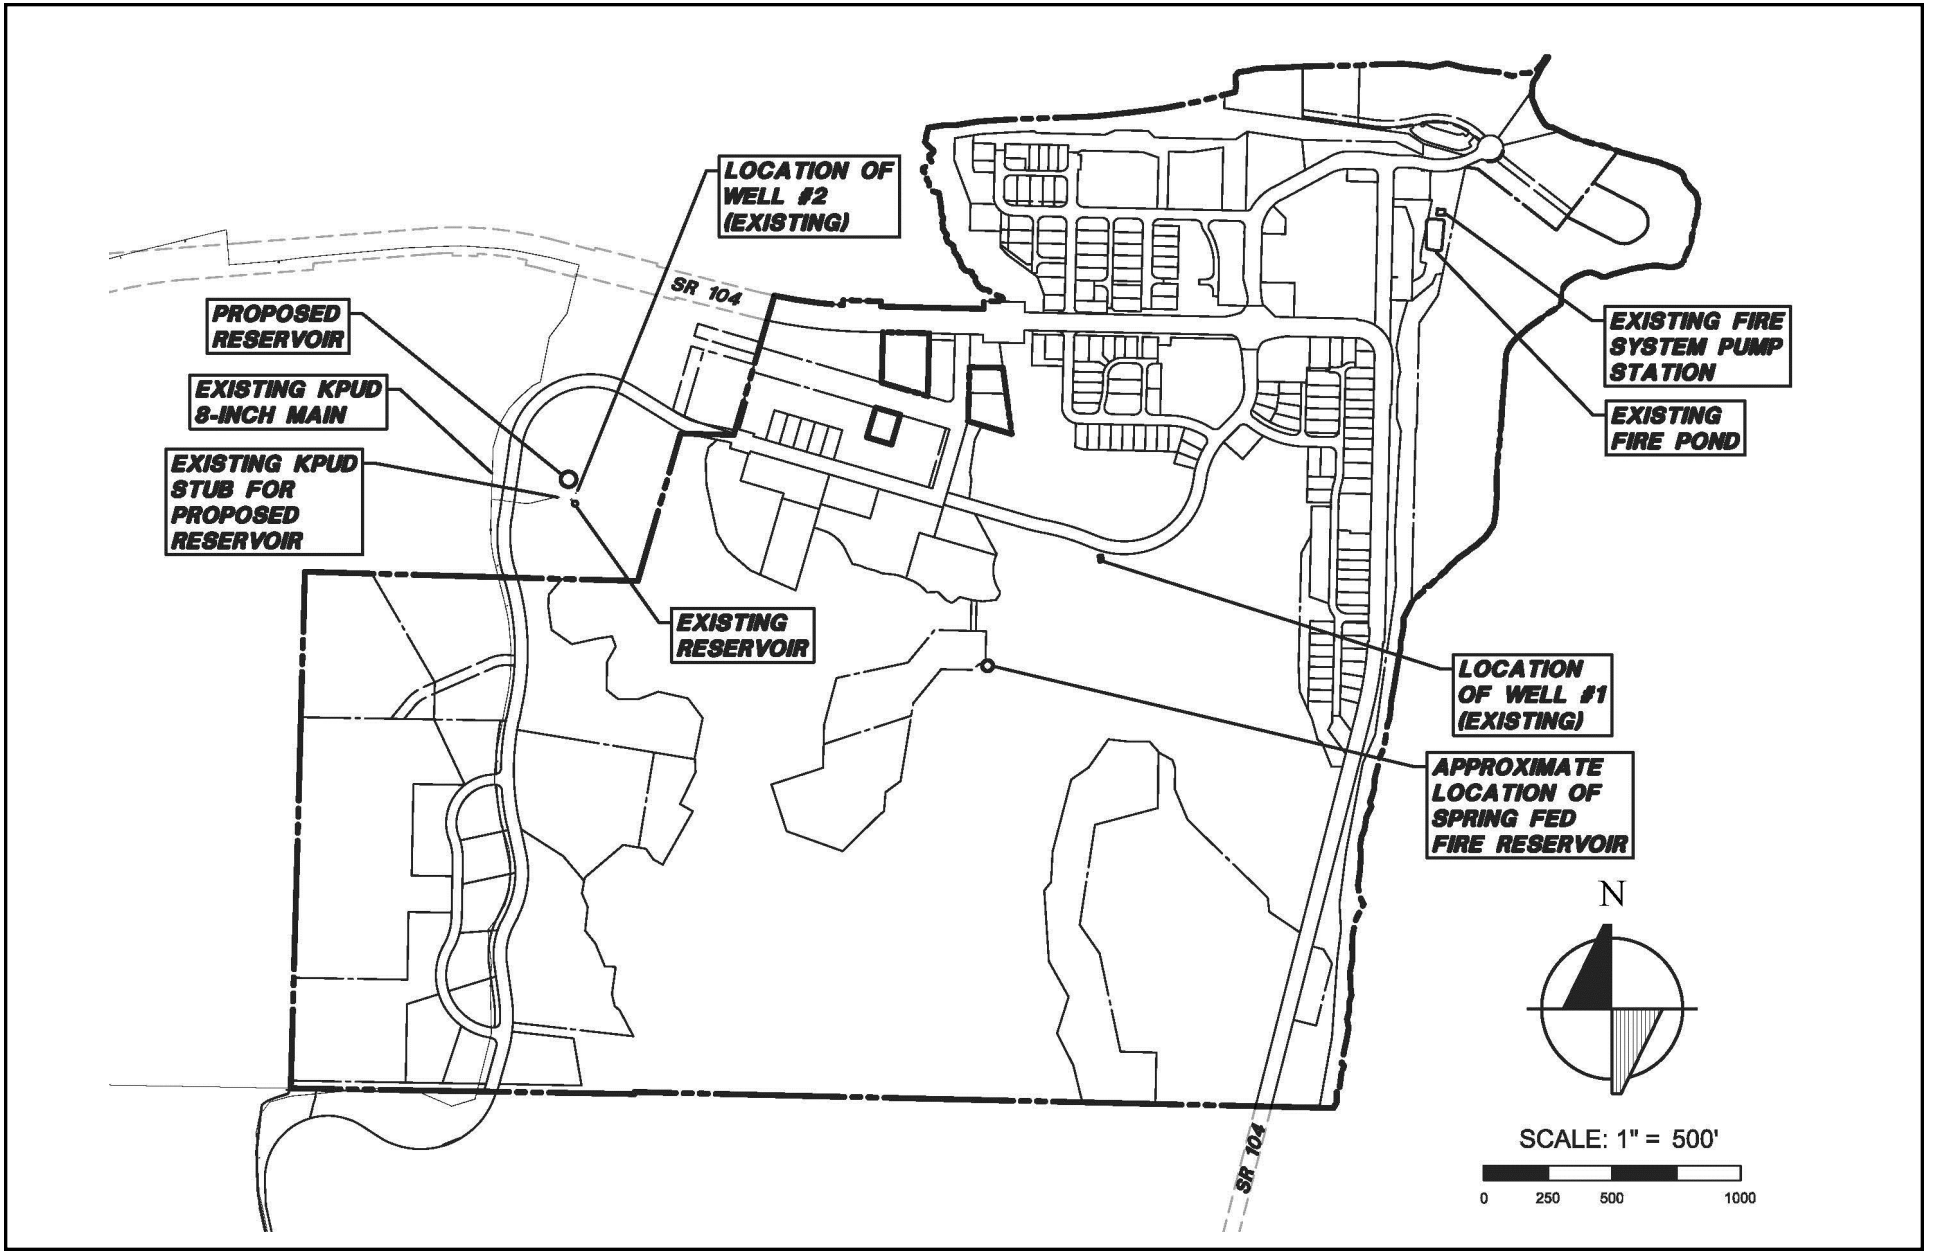 LOCATION OF
WELL #2
(EXISTING)
SR 104
PROPOSED
RESERVOIR
EXISTING KPUD
8-INCH MAIN
EXISTING KPUD
STUB FOR
PROPOSED
RESERVOIR
EXISTING
RESERVOIR
EXISTING FIRE
SYSTEM PUMP
STATION
EXISTING
FIRE POND
LOCATION
OF WELL #1
(EXISTING)
APPROXIMATE
LOCATION OF
SPRING FED
FIRE RESERVOIR
N
SR 104
SCALE: 1" = 500'
0 250 500 1000